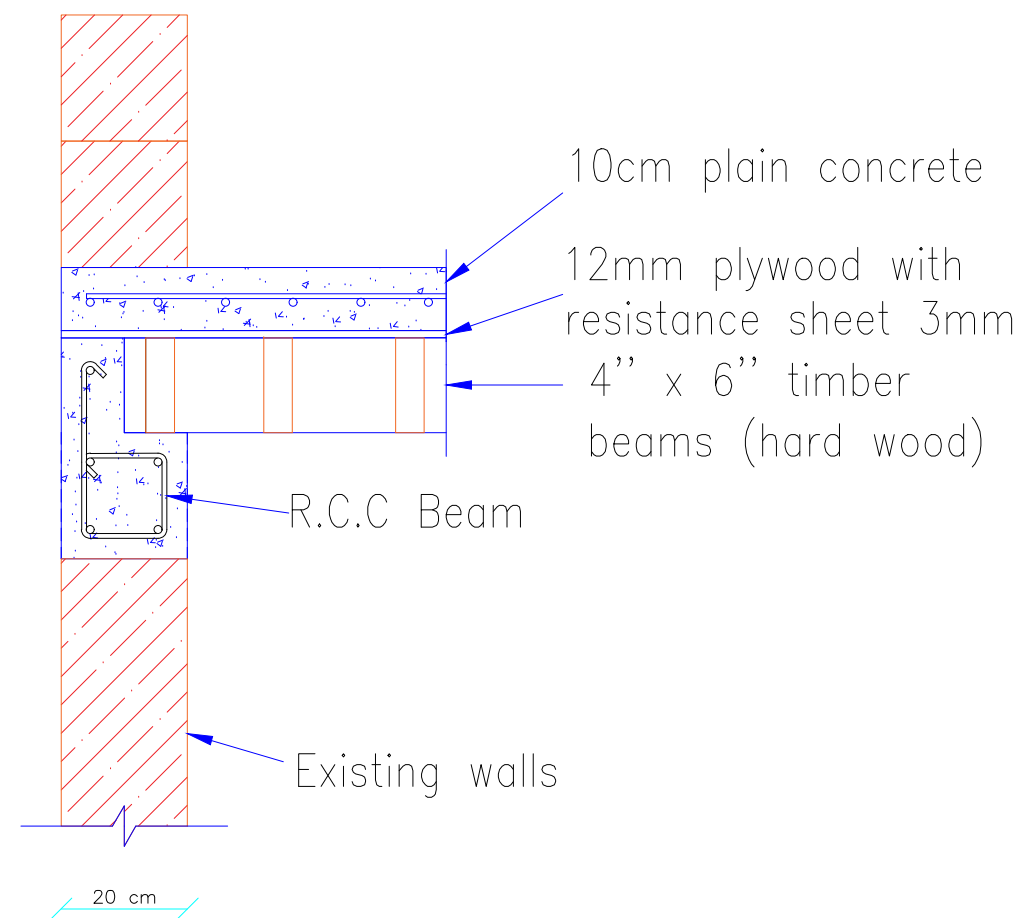 10cm plain concrete
12mm plywood with
resistance sheet 3mm
4’’ x 6’’ timber
beams (hard wood)
R.C.C Beam
Existing walls
20 cm